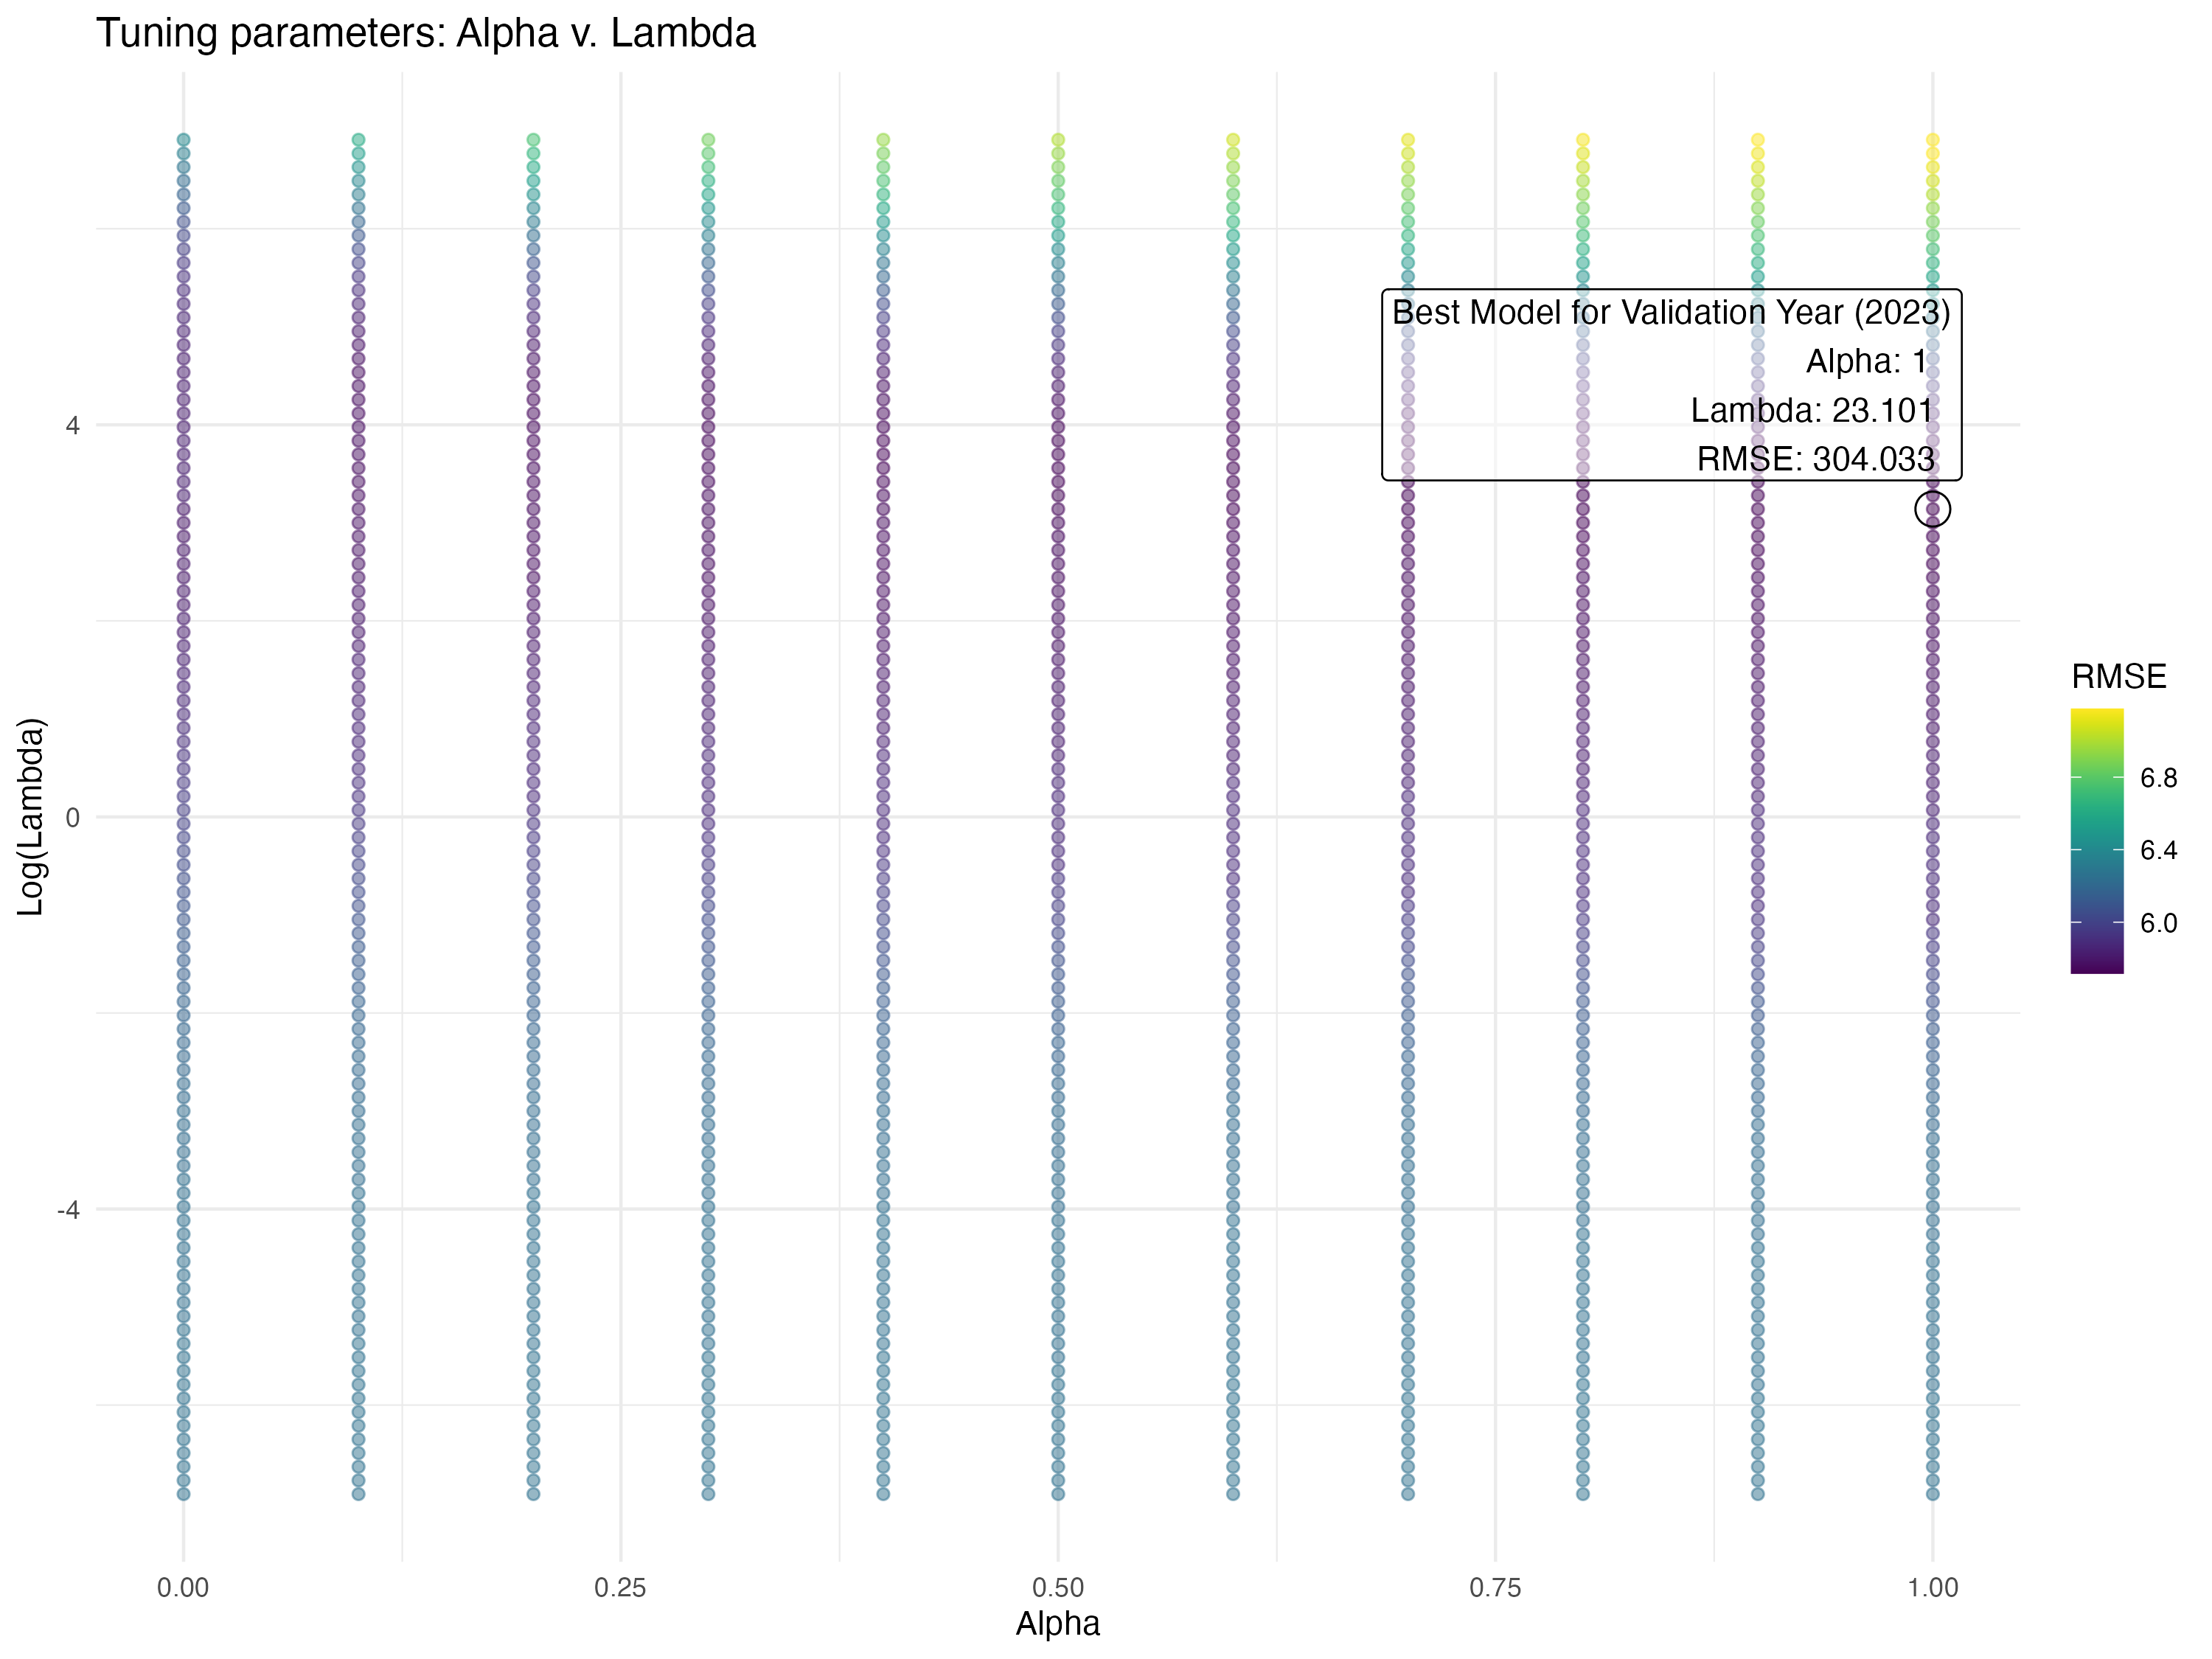 Tuning parameters: Alpha v. Lambda
Best Model for Validation Year (2023)
Alpha: 1
Lambda: 23.101
RMSE: 304.033
4
0
-4
Log(Lambda)
RMSE
6.8
6.4
6.0
0.00
0.25
0.50
0.75
1.00
Alpha